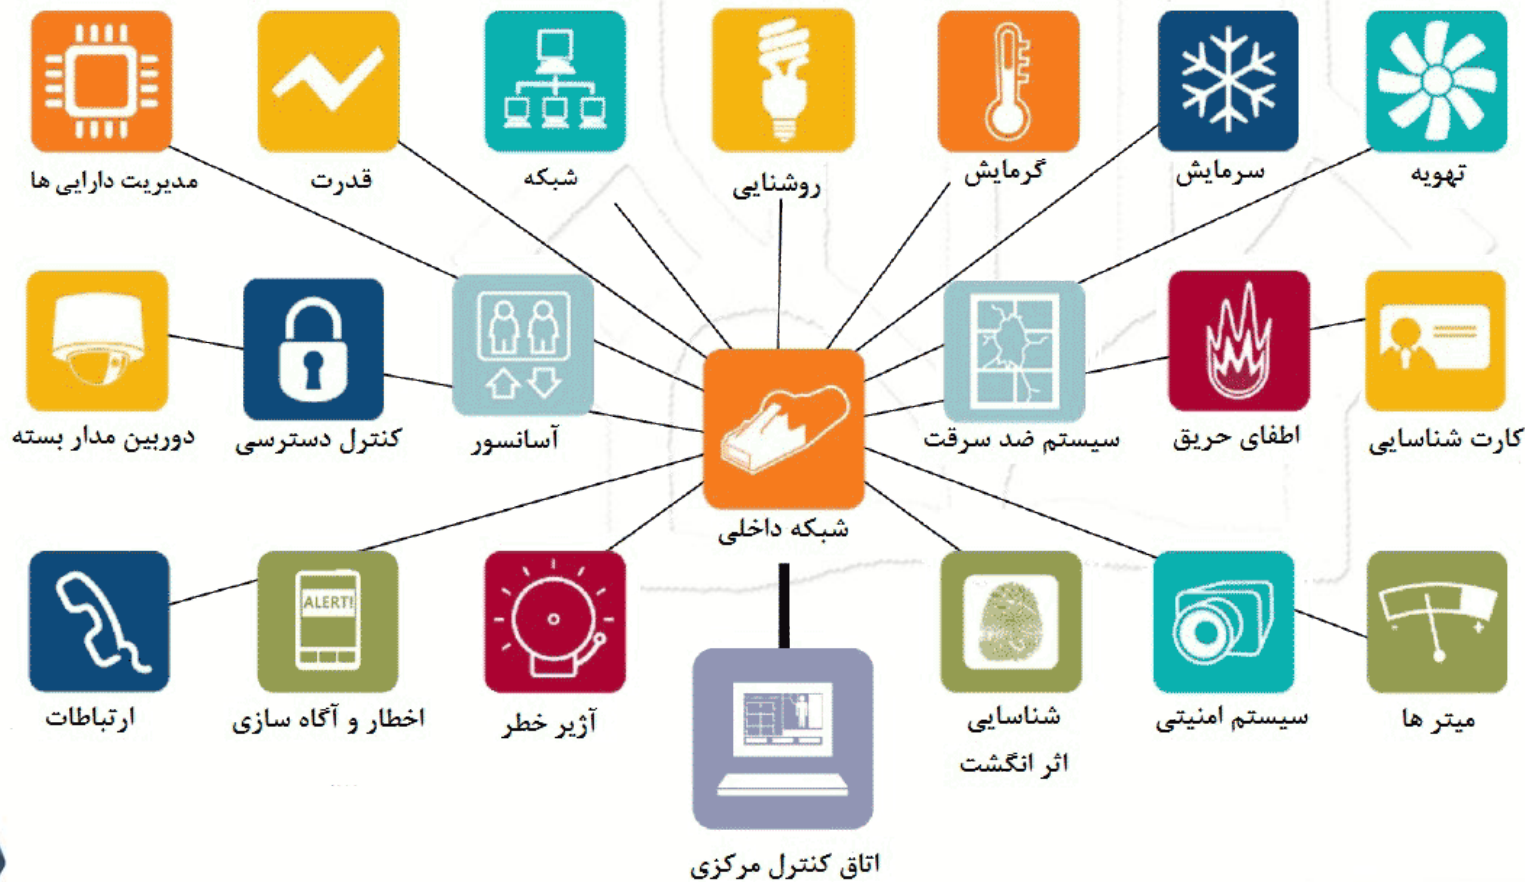 تهویه
سرمایش
گرمایش
روشنایی
شبکه
قدرت
مدیریت دارایی ها
کارت شناسایی
اطفای حریق
سیستم ضد سرقت
آسانسور
کنترل دسترسی
دوربین مدار بسته
شبکه داخلی
میتر ها
سیستم امنیتی
شناسایی
اثر انگشت
آژیر خطر
ALERT!
اخطار و آگاه سازی
ارتباطات
اتاق کنترل مرکزی